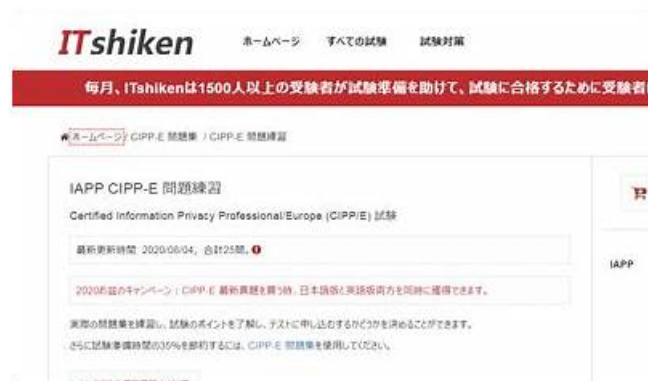 ITshiken
ホームページ すべての試験 試験対策
毎月、ITshikenは1500人以上の受験者が試験準備を助けて、試験に合格するために受験者に
ホームページ / CIPP-E 問題集 / CIPP-E 問題練習
IAPP CIPP-E 問題練習
Certified Information Privacy Professional/Europe (CIPP/E) 試験
最新更新時間: 2020/08/04, 合計25問。
2020お盆のキャンペーン：CIPP-E 最新真題を買う時、日本語版と英語版両方を同時に獲得できます。
IAPP
実際の問題集を練習し、試験のポイントを了解し、テストに申し込むするかどうかを決めることができます。
さらに試験準備時間の35%を節約するには、CIPP-E 問題集を使用してください。